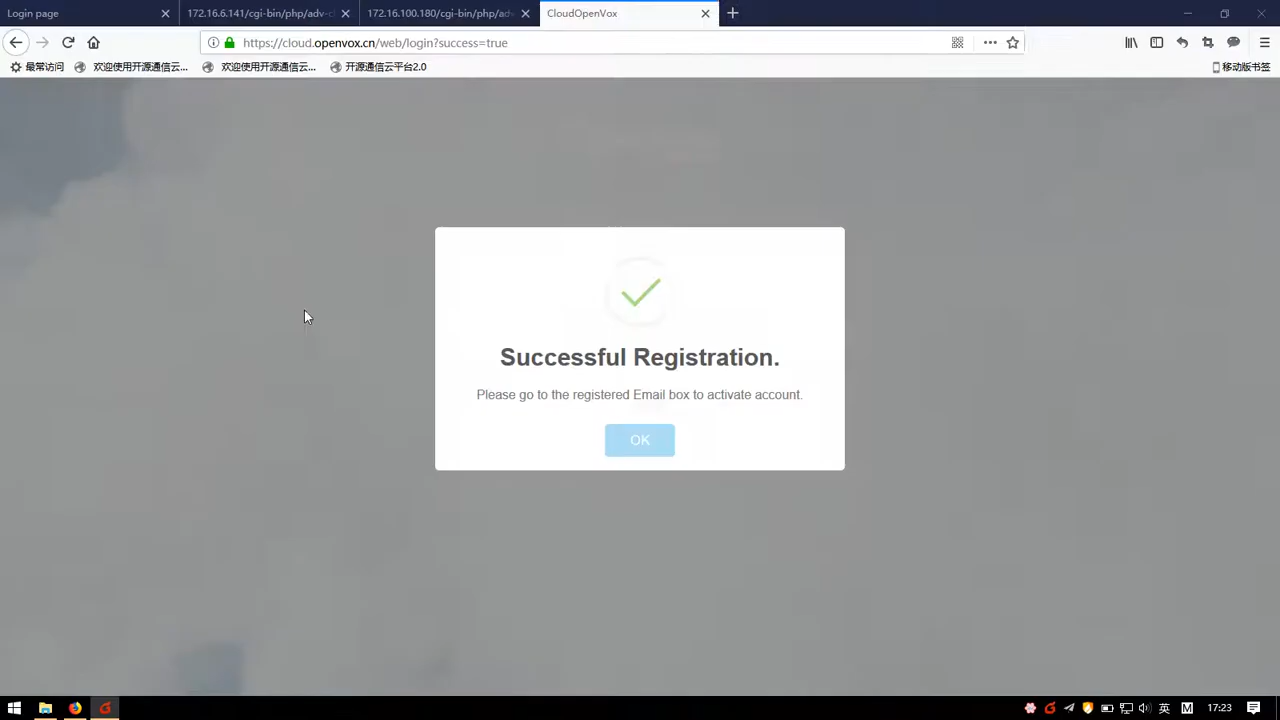 Login page
172.16.6.141/cgi-bin/php/adv-c
172.16.100.180/cgi-bin/php/adv
CloudOpenVox
https://cloud.openvox.cn/web/login?success=true
最常访问
欢迎使用开源通信云...
欢迎使用开源通信云...
开源通信云平台2.0
移动版书签
Successful Registration.
Please go to the registered Email box to activate account.
OK
英
M
17:23